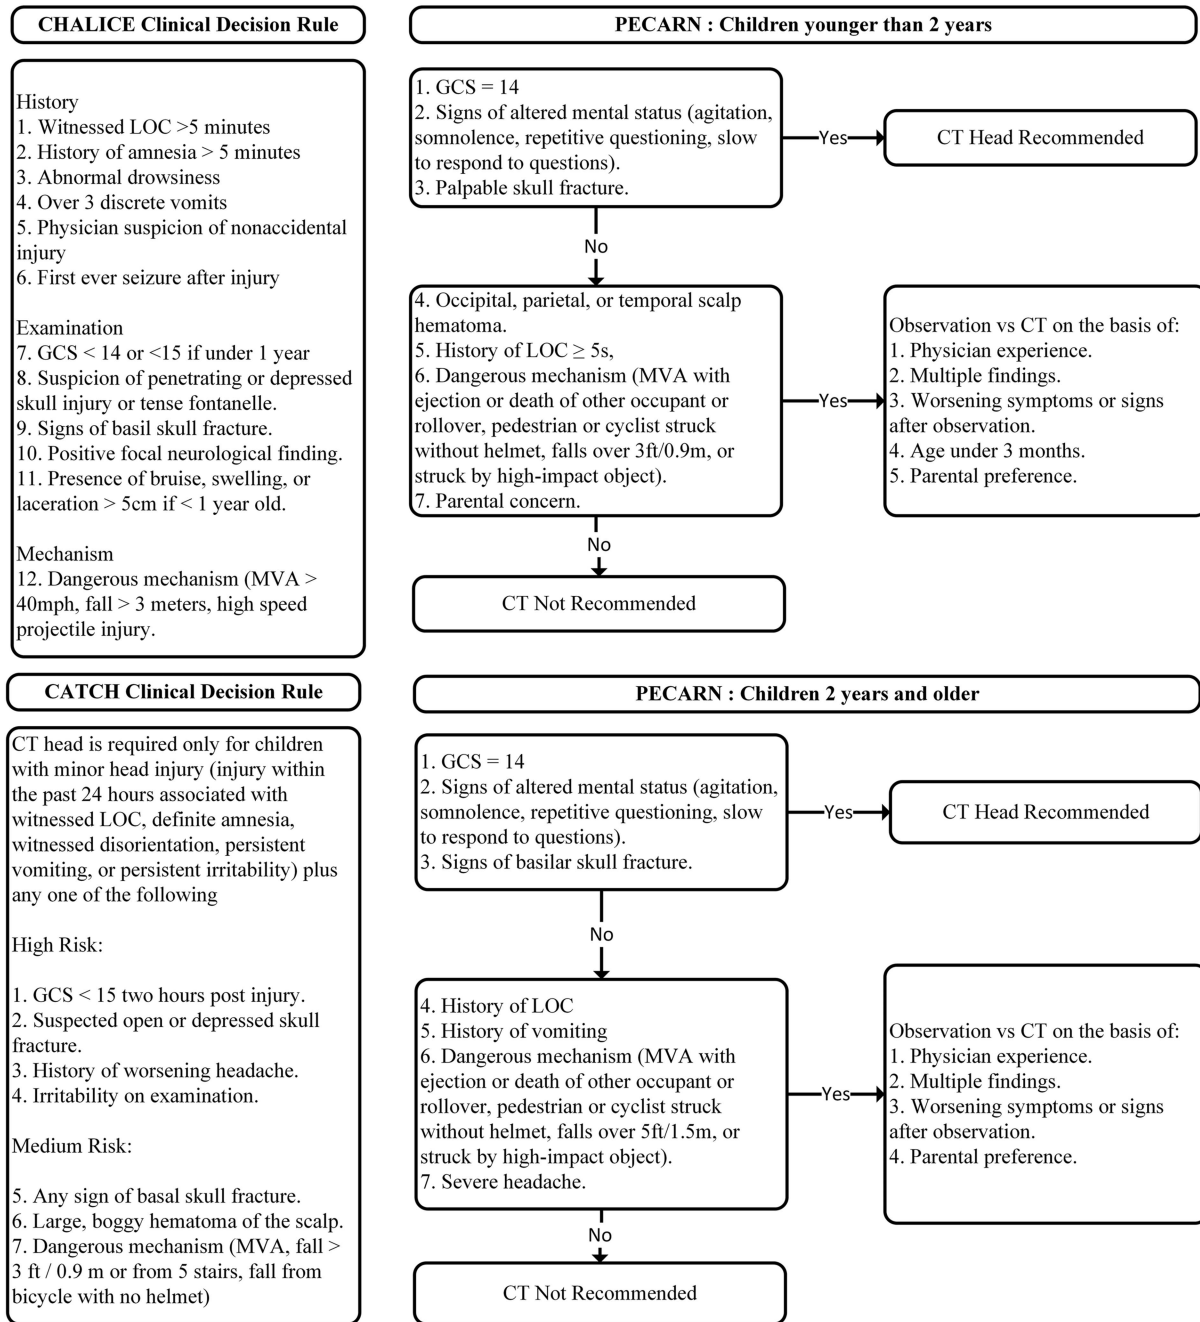 CHALICE Clinical Decision Rule
History
1. Witnessed LOC >5 minutes
2. History of amnesia > 5 minutes
3. Abnormal drowsiness
4. Over 3 discrete vomits
5. Physician suspicion of nonaccidental
injury
6. First ever seizure after injury
Examination
7. GCS < 14 or <15 if under 1 year
8. Suspicion of penetrating or depressed
skull injury or tense fontanelle.
9. Signs of basil skull fracture.
10. Positive focal neurological finding.
11. Presence of bruise, swelling, or
laceration > 5cm if < 1 year old.
Mechanism
12. Dangerous mechanism (MVA >
40mph, fall > 3 meters, high speed
projectile injury.
PECARN : Children younger than 2 years
1. GCS = 14
2. Signs of altered mental status (agitation,
somnolence, repetitive questioning, slow
to respond to questions).
3. Palpable skull fracture.
Yes
CT Head Recommended
No
4. Occipital, parietal, or temporal scalp
hematoma.
5. History of LOC ≥ 5s,
6. Dangerous mechanism (MVA with
ejection or death of other occupant or
rollover, pedestrian or cyclist struck
without helmet, falls over 3ft/0.9m, or
struck by high-impact object).
7. Parental concern.
Yes
Observation vs CT on the basis of:
1. Physician experience.
2. Multiple findings.
3. Worsening symptoms or signs
after observation.
4. Age under 3 months.
5. Parental preference.
No
CT Not Recommended
CATCH Clinical Decision Rule
CT head is required only for children
with minor head injury (injury within
the past 24 hours associated with
witnessed LOC, definite amnesia,
witnessed disorientation, persistent
vomiting, or persistent irritability) plus
any one of the following
High Risk:
1. GCS < 15 two hours post injury.
2. Suspected open or depressed skull
fracture.
3. History of worsening headache.
4. Irritability on examination.
Medium Risk:
5. Any sign of basal skull fracture.
6. Large, boggy hematoma of the scalp.
7. Dangerous mechanism (MVA, fall >
3 ft / 0.9 m or from 5 stairs, fall from
bicycle with no helmet)
PECARN : Children 2 years and older
1. GCS = 14
2. Signs of altered mental status (agitation,
somnolence, repetitive questioning, slow
to respond to questions).
3. Signs of basilar skull fracture.
Yes
CT Head Recommended
No
4. History of LOC
5. History of vomiting
6. Dangerous mechanism (MVA with
ejection or death of other occupant or
rollover, pedestrian or cyclist struck
without helmet, falls over 5ft/1.5m, or
struck by high-impact object).
7. Severe headache.
Yes
Observation vs CT on the basis of:
1. Physician experience.
2. Multiple findings.
3. Worsening symptoms or signs
after observation.
4. Parental preference.
No
CT Not Recommended